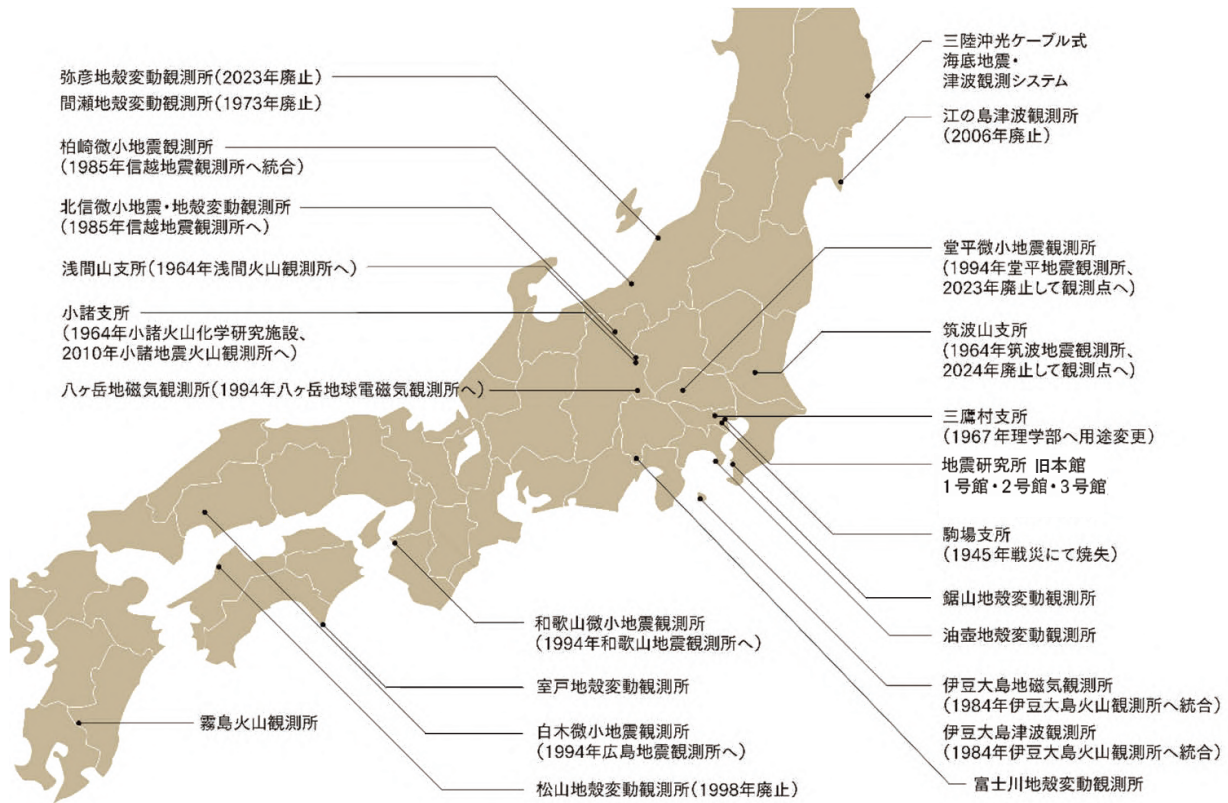 弥彦地殻変動観測所(2023年廃止)
間瀬地殻変動観測所(1973年廃止)
柏崎微小地震観測所
(1985年信越地震観測所へ統合)
北信微小地震・地殻変動観測所
(1985年信越地震観測所へ)
浅間山支所(1964年浅間火山観測所へ)
小諸支所
(1964年小諸火山化学研究施設、
2010年小諸地震火山観測所へ)
八ヶ岳地磁気観測所(1994年八ヶ岳地球電磁気観測所へ)
霧島火山観測所
和歌山微小地震観測所
(1994年和歌山地震観測所へ)
室戸地殻変動観測所
白木微小地震観測所
(1994年広島地震観測所へ)
松山地殻変動観測所(1998年廃止)
三陸沖光ケーブル式
海底地震・
津波観測システム
江の島津波観測所
(2006年廃止)
堂平微小地震観測所
(1994年堂平地震観測所、
2023年廃止して観測点へ)
筑波山支所
(1964年筑波地震観測所、
2024年廃止して観測点へ)
三鷹村支所
(1967年理学部へ用途変更)
地震研究所 旧本館
1号館・2号館・3号館
駒場支所
(1945年戦災にて焼失)
鋸山地殻変動観測所
油壺地殻変動観測所
伊豆大島地磁気観測所
(1984年伊豆大島火山観測所へ統合)
伊豆大島津波観測所
(1984年伊豆大島火山観測所へ統合)
富士川地殻変動観測所